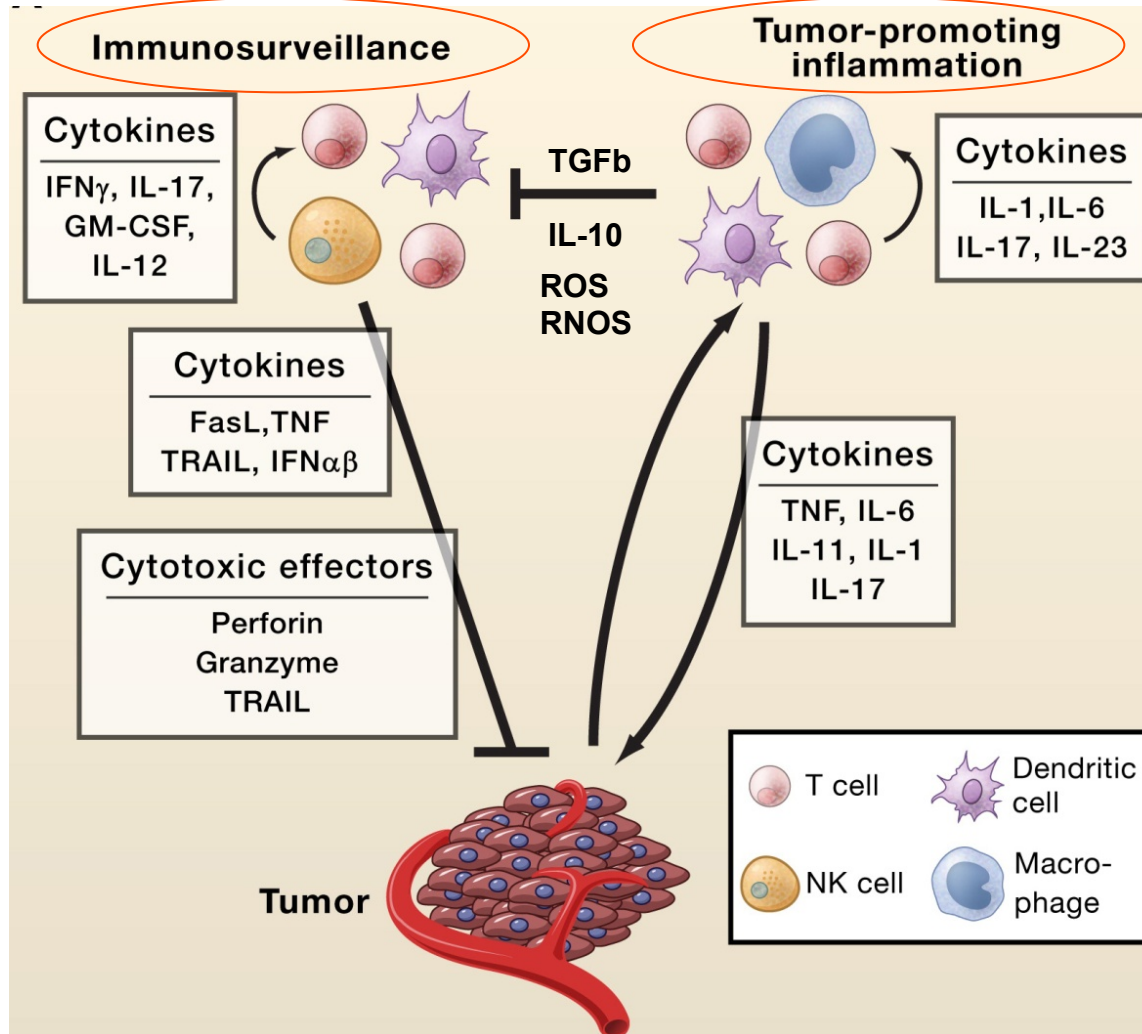 Immunosurveillance
Tumor-promoting
inflammation
Cytokines
IFNγ, IL-17,
GM-CSF,
IL-12
TGFb
IL-10
ROS
RNOS
Cytokines
IL-1,IL-6
IL-17, IL-23
Cytokines
FasL,TNF
TRAIL, IFNαβ
Cytotoxic effectors
Perforin
Granzyme
TRAIL
Cytokines
TNF, IL-6
IL-11, IL-1
IL-17
Tumor
T cell
Dendritic
cell
NK cell
Macro-
phage